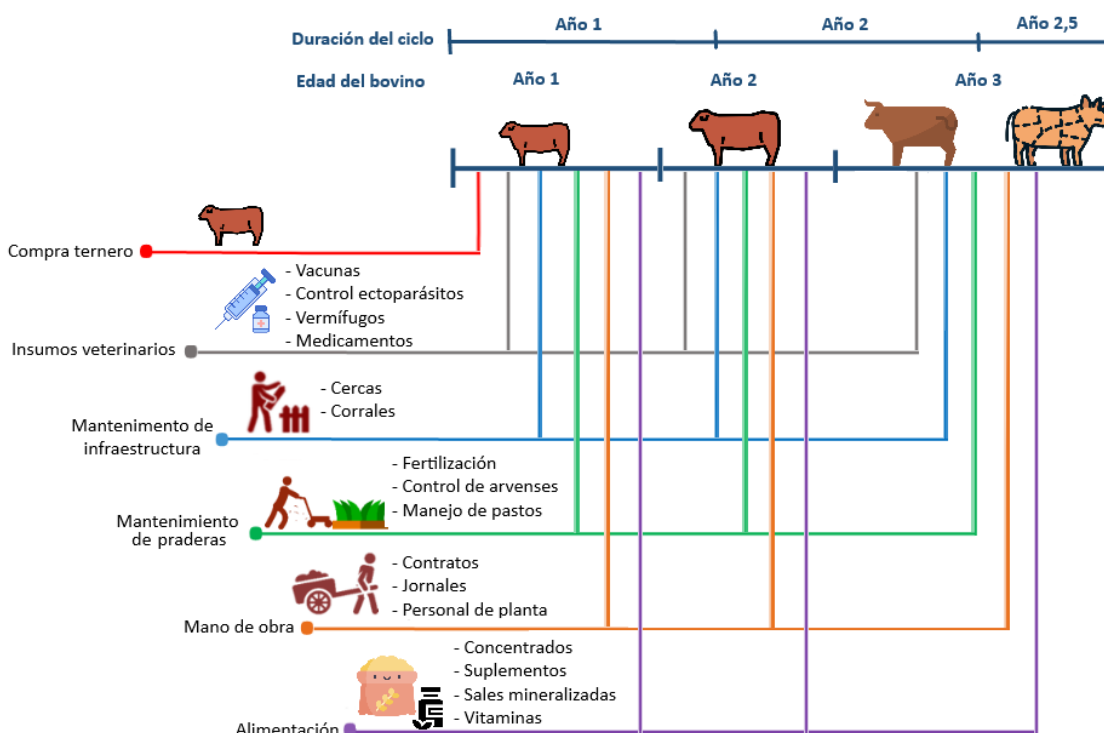 Duración del ciclo
Año 1
Año 2
Año 2,5
Edad del bovino
Año 1
Año 2
Año 3
Compra ternero
- Vacunas
- Control ectoparásitos
- Vermífugos
- Medicamentos
Insumos veterinarios
- Cercas
- Corrales
Mantenimento de
infraestructura
- Fertilización
- Control de arvenses
- Manejo de pastos
Mantenimiento
de praderas
- Contratos
- Jornales
- Personal de planta
Mano de obra
- Concentrados
- Suplementos
- Sales mineralizadas
- Vitaminas
Alimentación